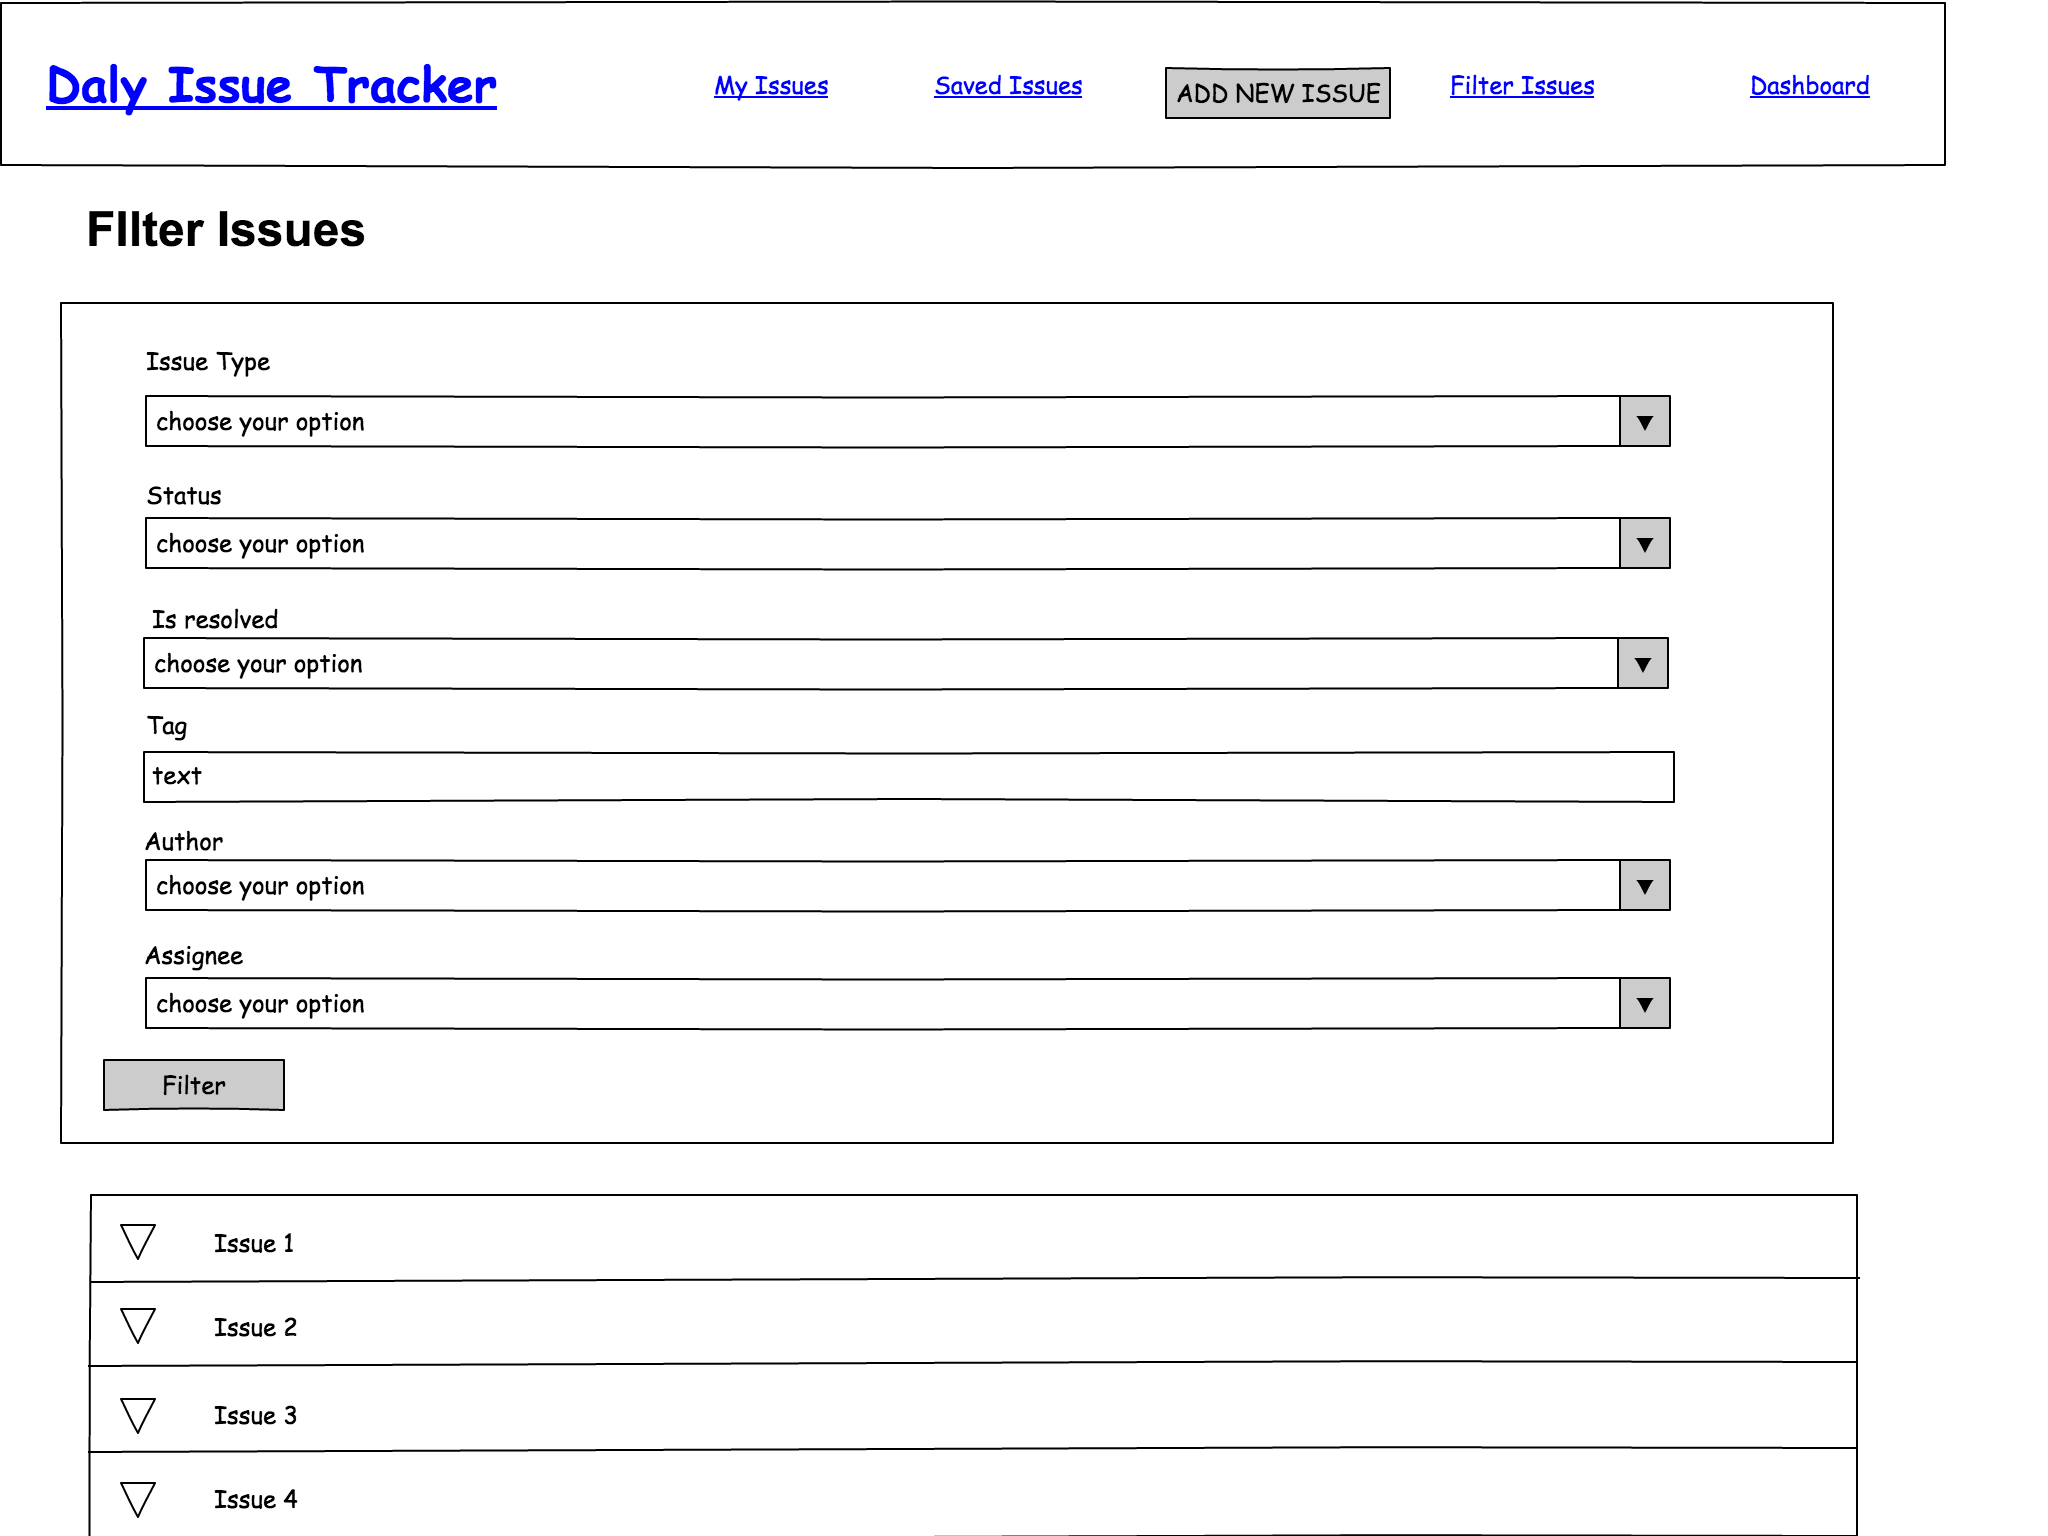 Daly Issue Tracker My Issues Saved Issues ADD NEW ISSUE Filter Issues Dashboard
FIlter Issues
Issue Type
choose your option
Status
choose your option
Is resolved
choose your option
Tag
text
Author
choose your option
Assignee
choose your option
Filter
Issue 1
Issue 2
Issue 3
Issue 4